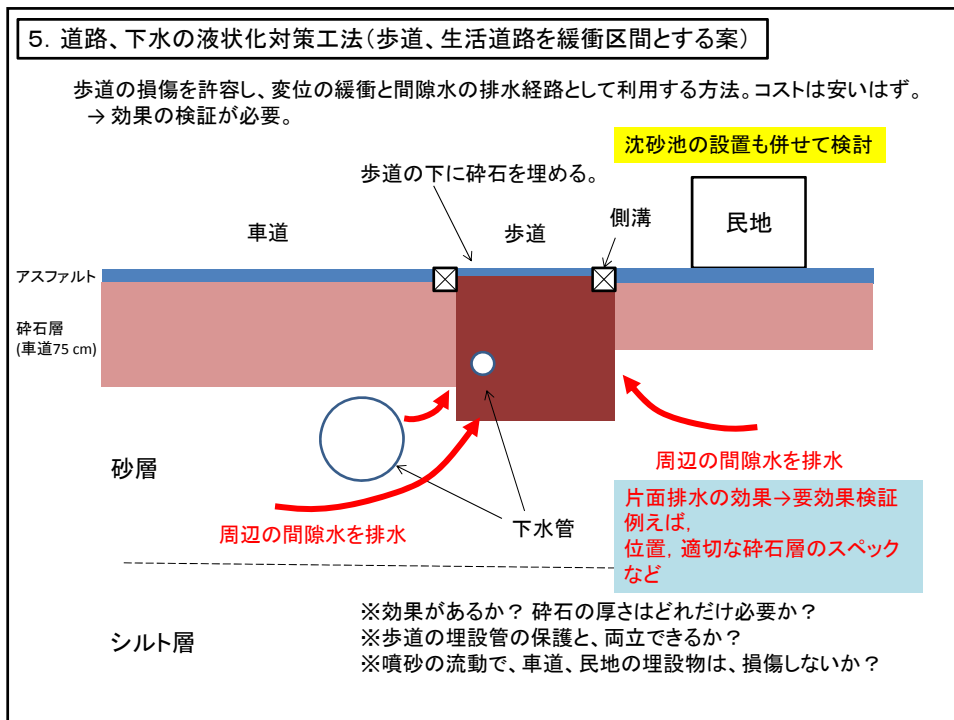 ５．道路、下水の液状化対策工法（歩道、生活道路を緩衝区間とする案）
歩道の損傷を許容し、変位の緩衝と間隙水の排水経路として利用する方法。コストは安いはず。
→ 効果の検証が必要。
沈砂池の設置も併せて検討
歩道の下に砕石を埋める。
車道
歩道
側溝
民地
アスファルト
砕石層
(車道75 cm)
砂層
周辺の間隙水を排水
下水管
周辺の間隙水を排水
片面排水の効果→要効果検証
例えば，
位置，適切な砕石層のスペック
など
シルト層
※効果があるか？ 砕石の厚さはどれだけ必要か？
※歩道の埋設管の保護と、両立できるか？
※噴砂の流動で、車道、民地の埋設物は、損傷しないか？